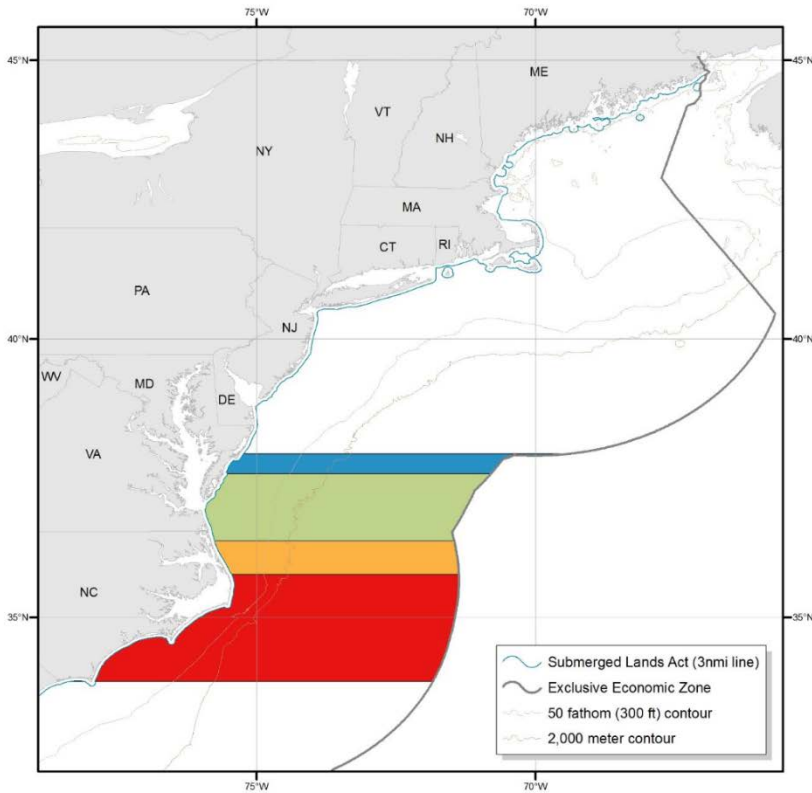 75°W
70°W
45°N
45°N
ME
VT
NH
NY
MA
CT
RI
PA
NJ
40°N
40°N
WV
MD
DE
VA
NC
35°N
35°N
Submerged Lands Act (3nmi line)
Exclusive Economic Zone
50 fathom (300 ft) contour
2,000 meter contour
75°W
70°W